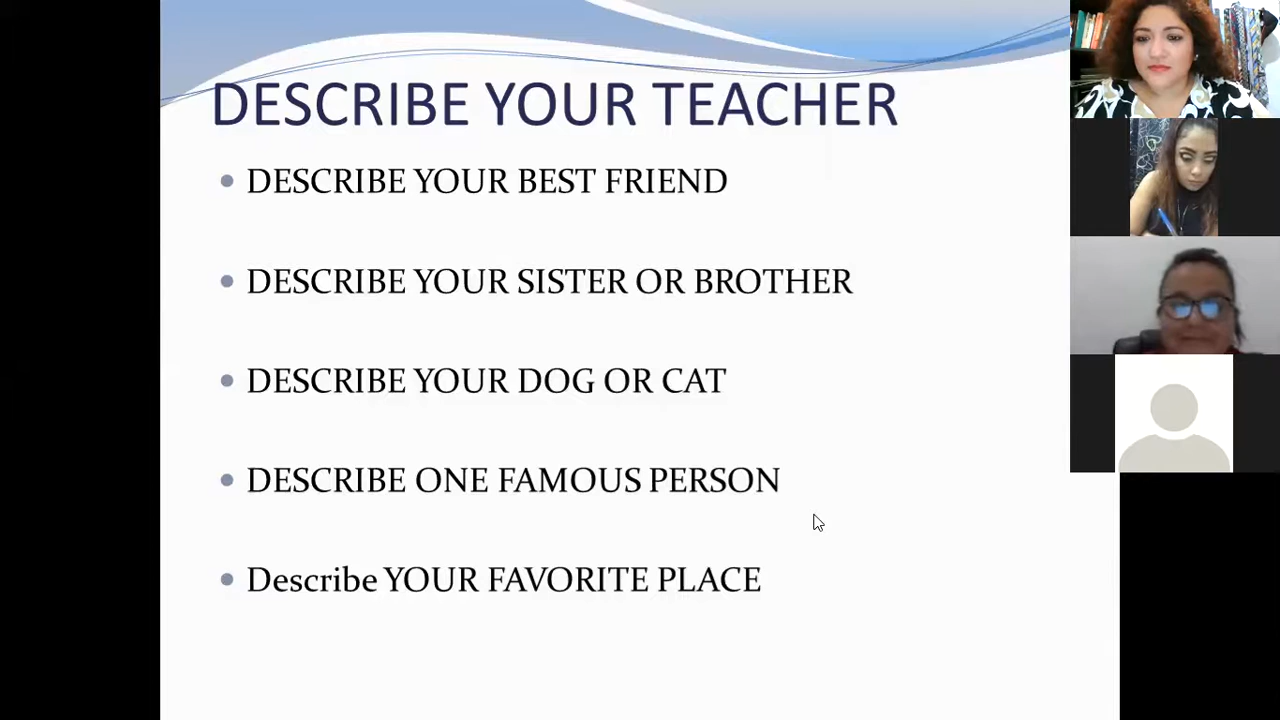 DESCRIBE YOUR TEACHER
DESCRIBE YOUR BEST FRIEND
DESCRIBE YOUR SISTER OR BROTHER
DESCRIBE YOUR DOG OR CAT
DESCRIBE ONE FAMOUS PERSON
Describe YOUR FAVORITE PLACE